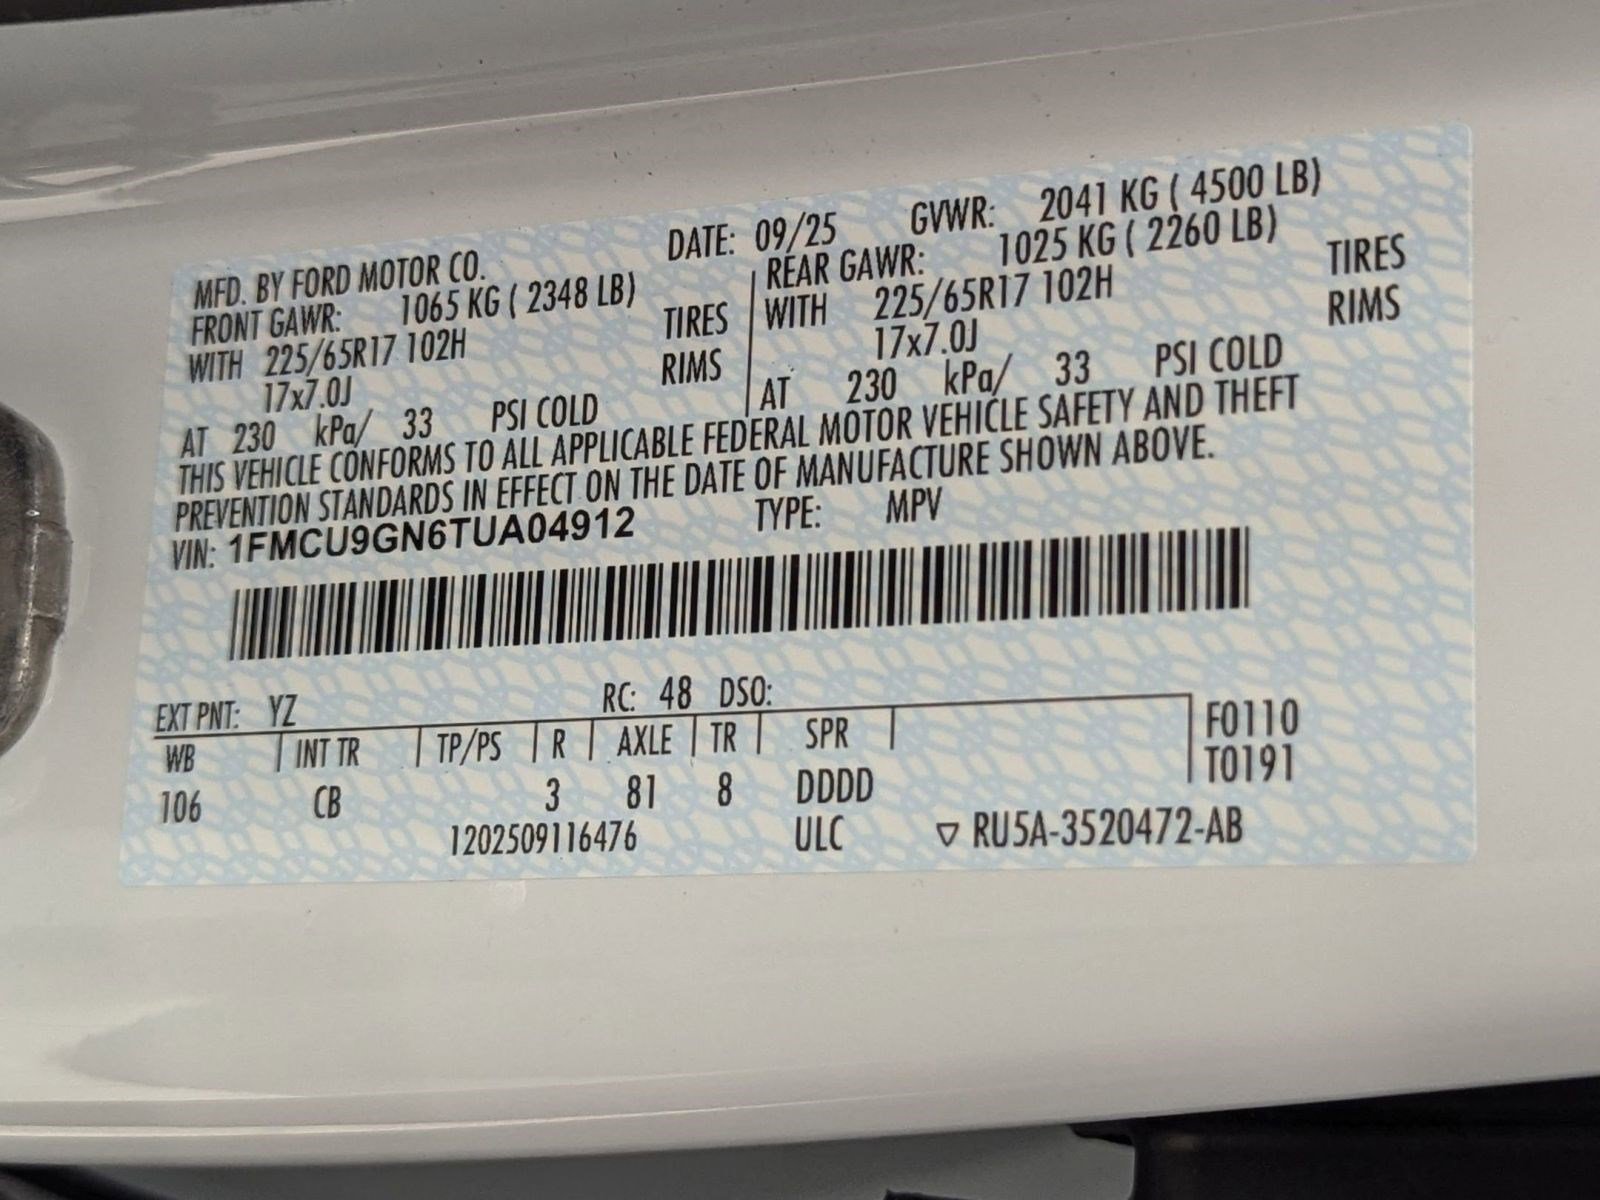 MFD. BY FORD MOTOR CO. DATE: 09/25 GVWR: 2041 KG ( 4500 LB)
FRONT GAWR: 1065 KG ( 2348 LB) REAR GAWR: 1025 KG ( 2260 LB)
WITH 225/65R17 102H TIRES WITH 225/65R17 102H TIRES
17x7.0J RIMS 17x7.0J RIMS
AT 230 kPa/ 33 PSI COLD AT 230 kPa/ 33 PSI COLD
THIS VEHICLE CONFORMS TO ALL APPLICABLE FEDERAL MOTOR VEHICLE SAFETY AND THEFT
PREVENTION STANDARDS IN EFFECT ON THE DATE OF MANUFACTURE SHOWN ABOVE.
VIN: 1FMCU9GN6TUA04912 TYPE: MPV
EXT PNT: YZ RC: 48 DSO:
WB INT TR TP/PS R AXLE TR SPR F0110
T0191
106 CB 3 81 8 DDDD
1202509116476 ULC ▽ RU5A-3520472-AB